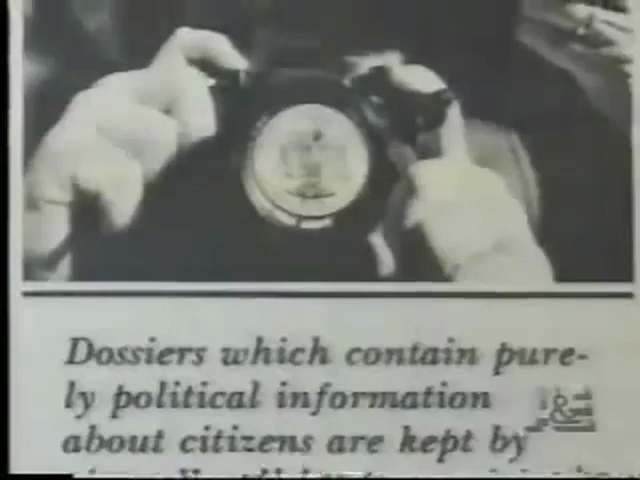 Dossiers which contain pure-
ly political information
about citizens are kept by